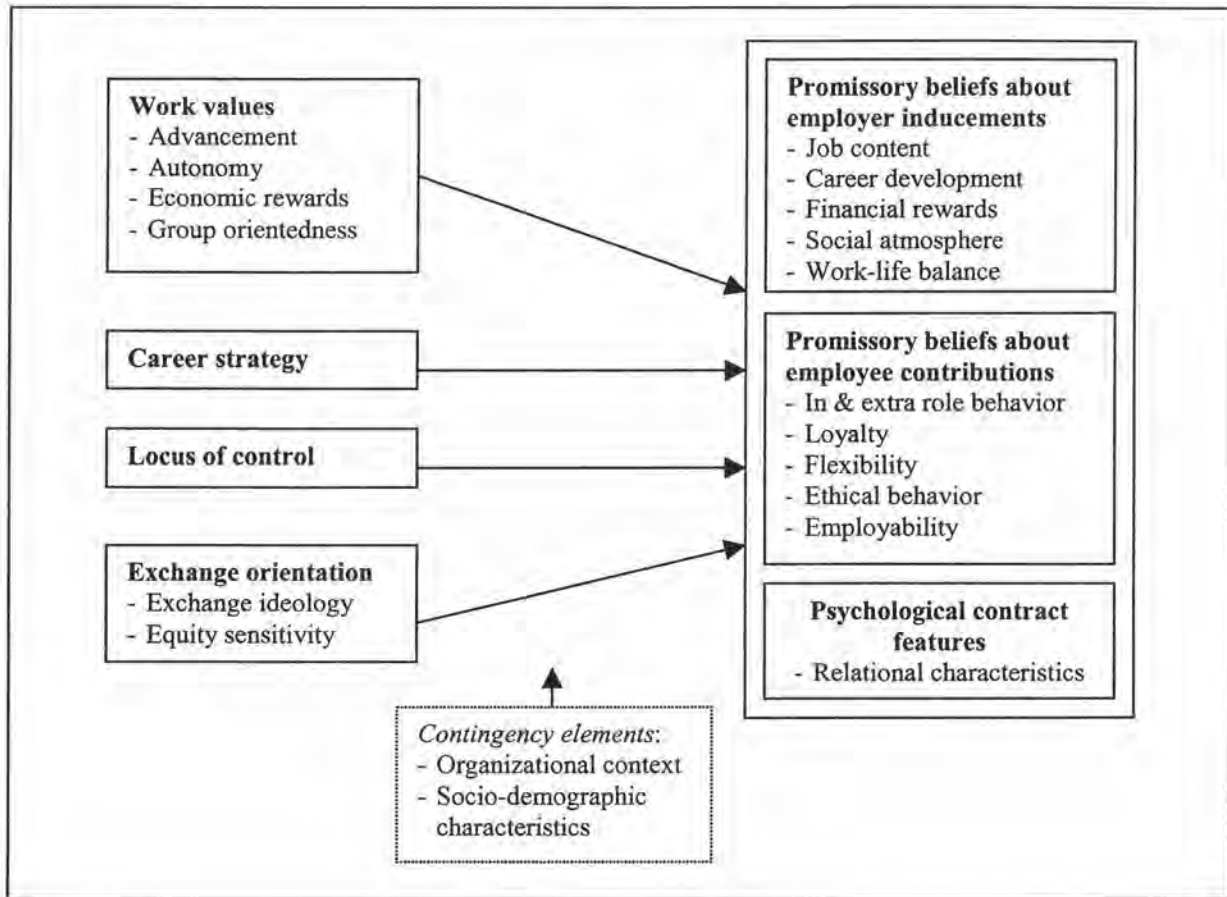 Work values
- Advancement
- Autonomy
- Economic rewards
- Group orientedness
Career strategy
Locus of control
Exchange orientation
- Exchange ideology
- Equity sensitivity
Contingency elements:
- Organizational context
- Socio-demographic
characteristics
Promissory beliefs about
employer inducements
- Job content
- Career development
- Financial rewards
- Social atmosphere
- Work-life balance
Promissory beliefs about
employee contributions
- In & extra role behavior
- Loyalty
- Flexibility
- Ethical behavior
- Employability
Psychological contract
features
- Relational characteristics